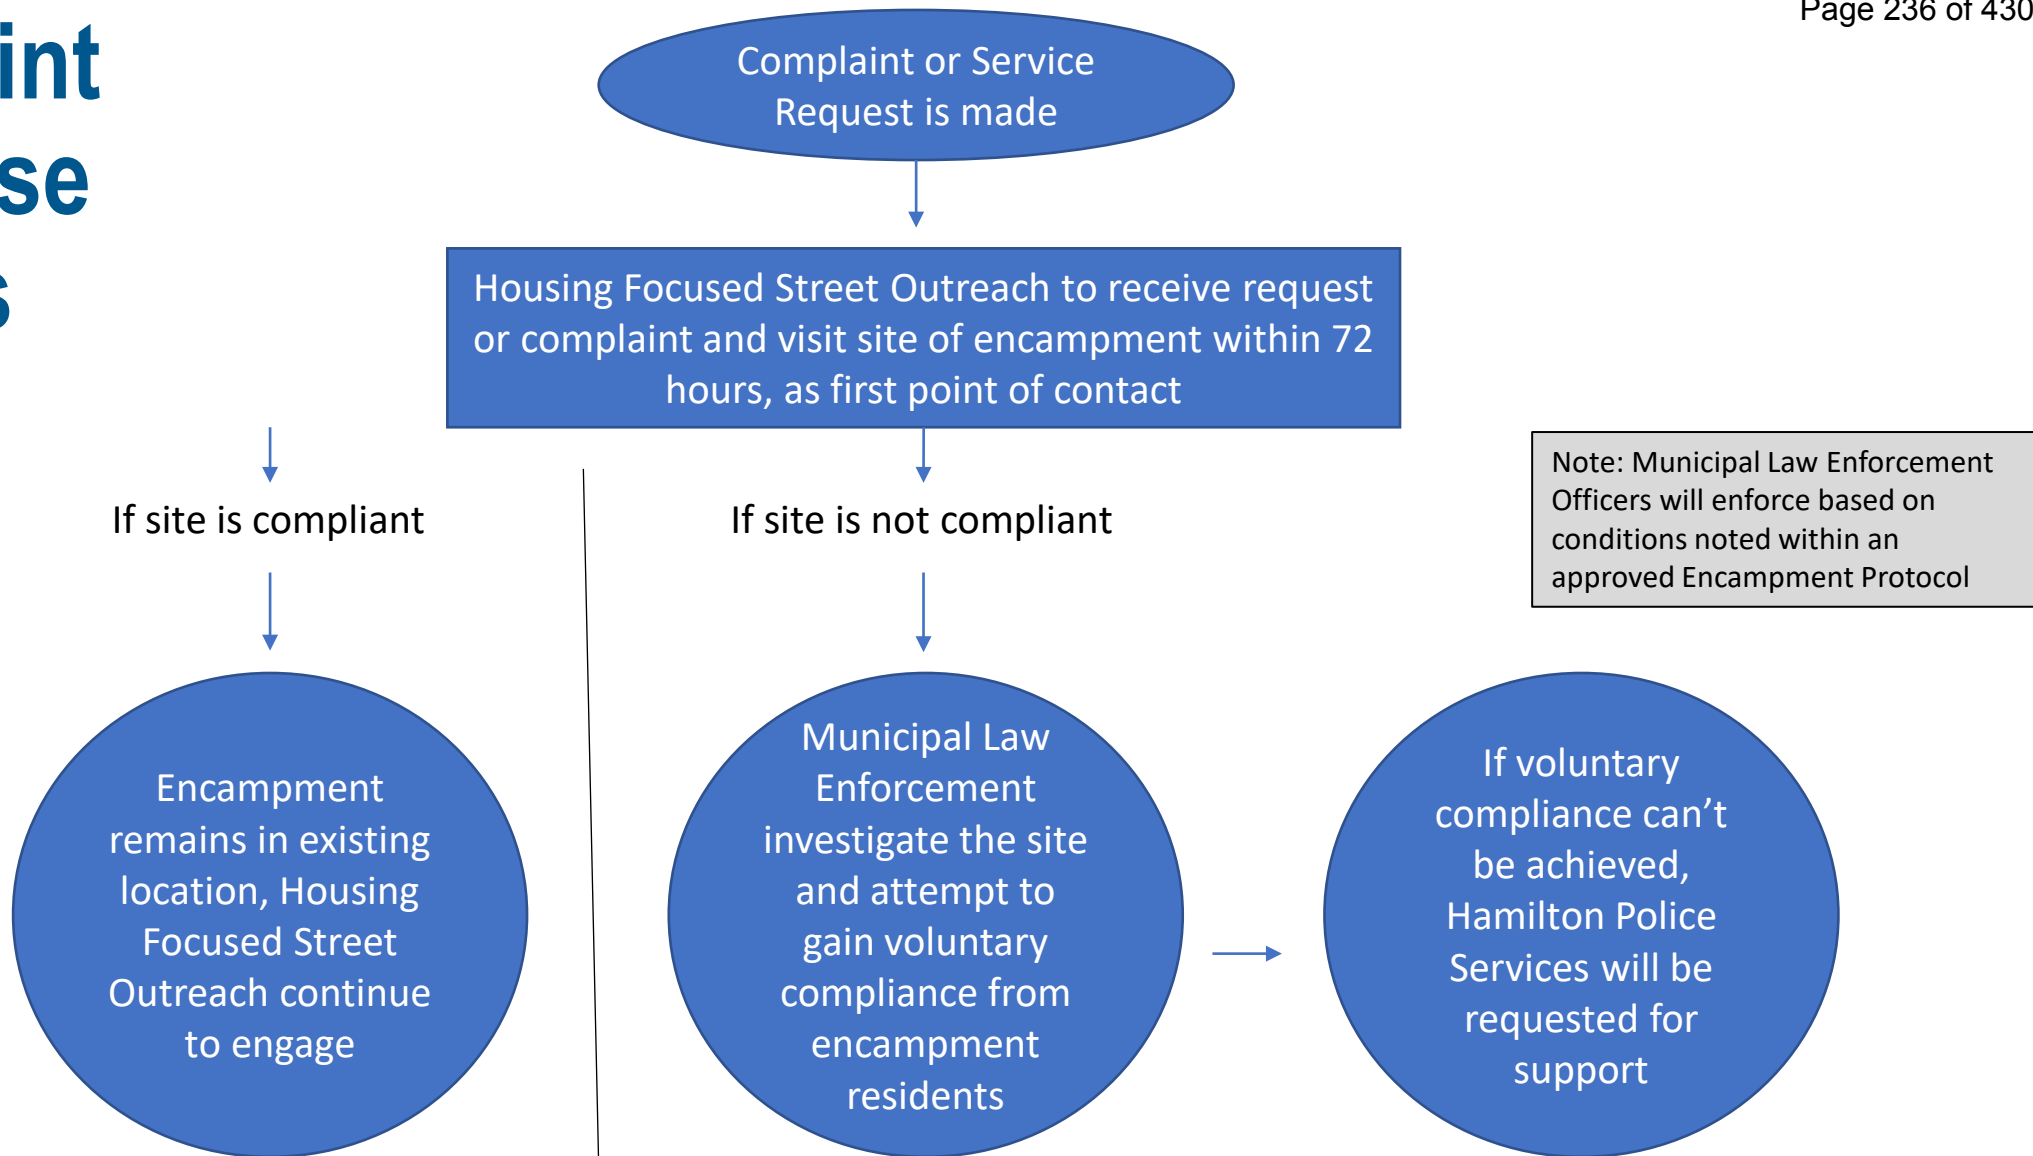 Page 236 of 430
int
se
s
Complaint or Service
Request is made
Housing Focused Street Outreach to receive request
or complaint and visit site of encampment within 72
hours, as first point of contact
If site is compliant
If site is not compliant
Note: Municipal Law Enforcement
Officers will enforce based on
conditions noted within an
approved Encampment Protocol
Encampment
remains in existing
location, Housing
Focused Street
Outreach continue
to engage
Municipal Law
Enforcement
investigate the site
and attempt to
gain voluntary
compliance from
encampment
residents
If voluntary
compliance can’t
be achieved,
Hamilton Police
Services will be
requested for
support